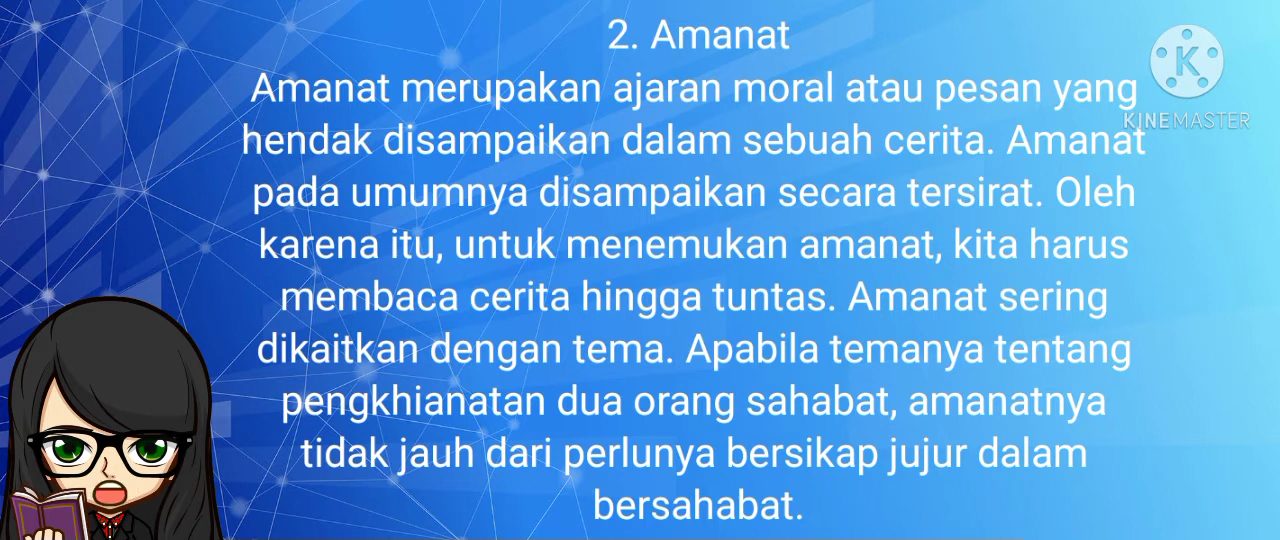 2. Amanat
Amanat merupakan ajaran moral atau pesan yang
hendak disampaikan dalam sebuah cerita. Amanat
pada umumnya disampaikan secara tersirat. Oleh
karena itu, untuk menemukan amanat, kita harus
membaca cerita hingga tuntas. Amanat sering
dikaitkan dengan tema. Apabila temanya tentang
pengkhianatan dua orang sahabat, amanatnya
tidak jauh dari perlunya bersikap jujur dalam
bersahabat.
K
KINEMASTER